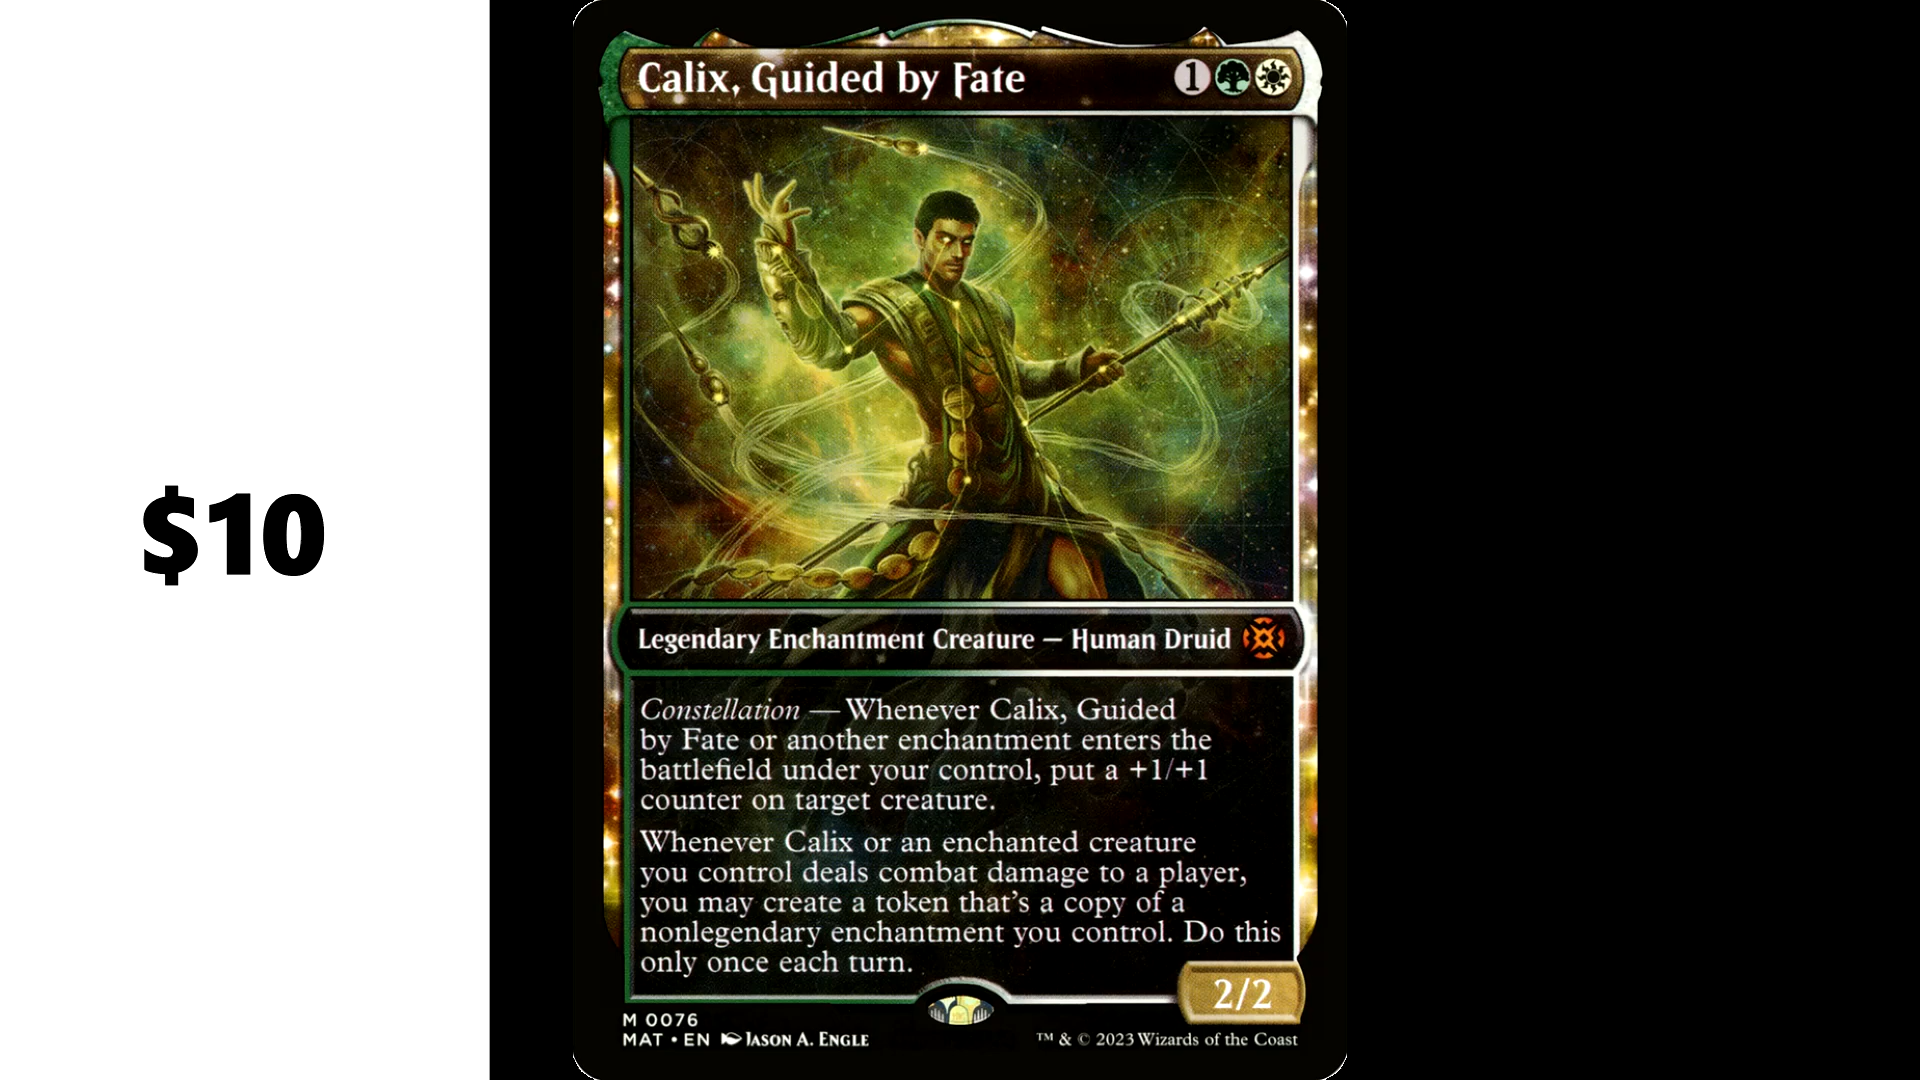 $10
Calix, Guided by Fate 1
Legendary Enchantment Creature — Human Druid
Constellation — Whenever Calix, Guided
by Fate or another enchantment enters the
battlefield under your control, put a +1/+1
counter on target creature.
Whenever Calix or an enchanted creature
you control deals combat damage to a player,
you may create a token that's a copy of a
nonlegendary enchantment you control. Do this
only once each turn.
2/2
M 0076
MAT • EN Jason A. Engle
™ & © 2023 Wizards of the Coast